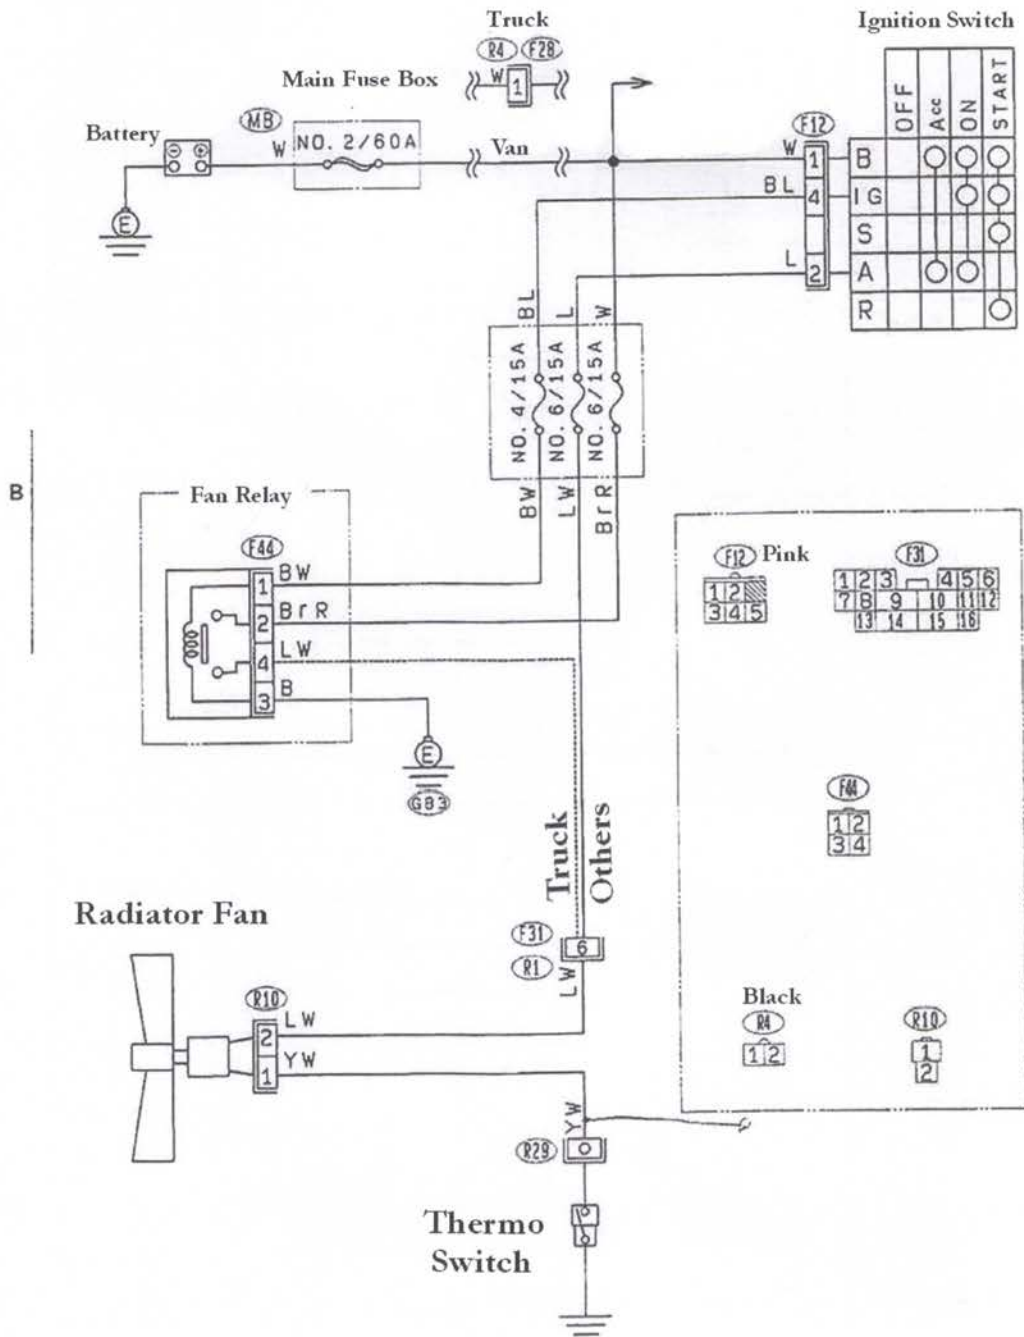 Truck
Ignition Switch
R4 F28
W 1
OFF
Acc
ON
START
Main Fuse Box
MB
Battery
NO. 2/60A
W
Van
F12
W 1 B
BL 4 IG
S
L 2 A
R
E
BL
L
W
NO. 4/15A
NO. 6/15A
NO. 6/15A
BW
LW
BrR
B
Fan Relay
F44
1 BW
2 BrR
4 LW
3 B
E
G83
F12 Pink
1 2
3 4 5
F31
1 2 3 4 5 6
7 8 9 10 11 12
13 14 15 16
F44
1 2
3 4
Truck
Others
Radiator Fan
F31
6
R1
LW
R10
2 LW
1 YW
Black
R4
1 2
R10
1
2
YW
R29
Thermo
Switch